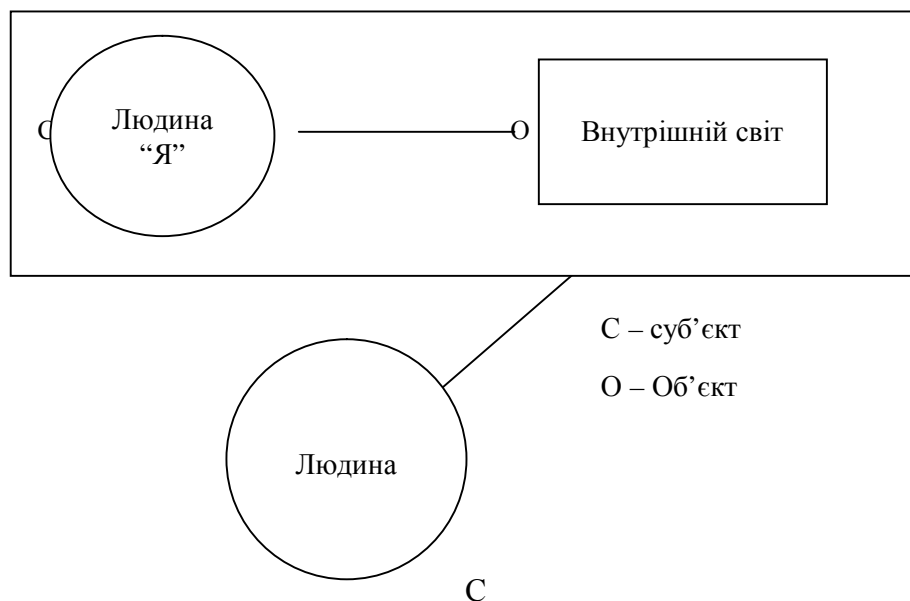 С
Людина
“Я”
О
Внутрішній світ
С – суб’єкт
О – Об’єкт
Людина
С